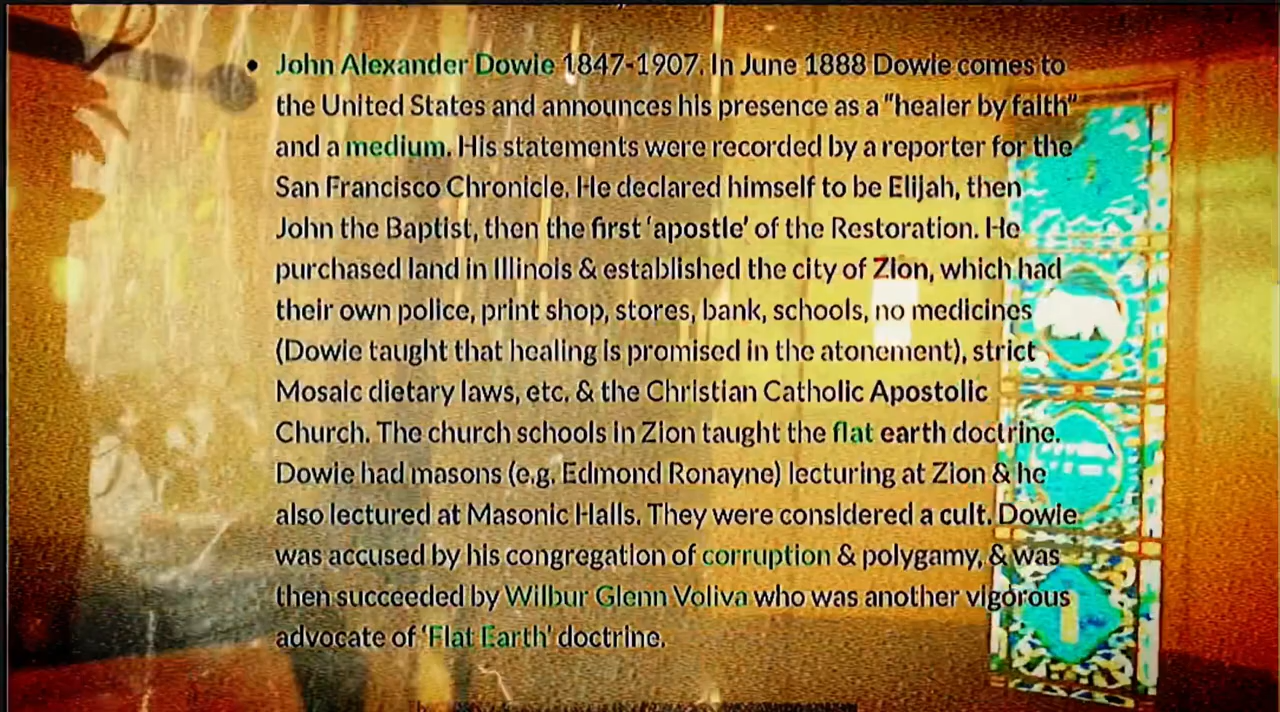 • John Alexander Dowie 1847-1907. In June 1888 Dowie comes to
the United States and announces his presence as a "healer by faith"
and a medium. His statements were recorded by a reporter for the
San Francisco Chronicle. He declared himself to be Elijah, then
John the Baptist, then the first ‘apostle’ of the Restoration. He
purchased land in Illinois & established the city of Zion, which had
their own police, print shop, stores, bank, schools, no medicines
(Dowie taught that healing is promised in the atonement), strict
Mosaic dietary laws, etc. & the Christian Catholic Apostolic
Church. The church schools in Zion taught the flat earth doctrine.
Dowie had masons (e.g. Edmond Ronayne) lecturing at Zion & he
also lectured at Masonic Halls. They were considered a cult. Dowie
was accused by his congregation of corruption & polygamy, & was
then succeeded by Wilbur Glenn Voliva who was another vigorous
advocate of ‘Flat Earth’ doctrine.